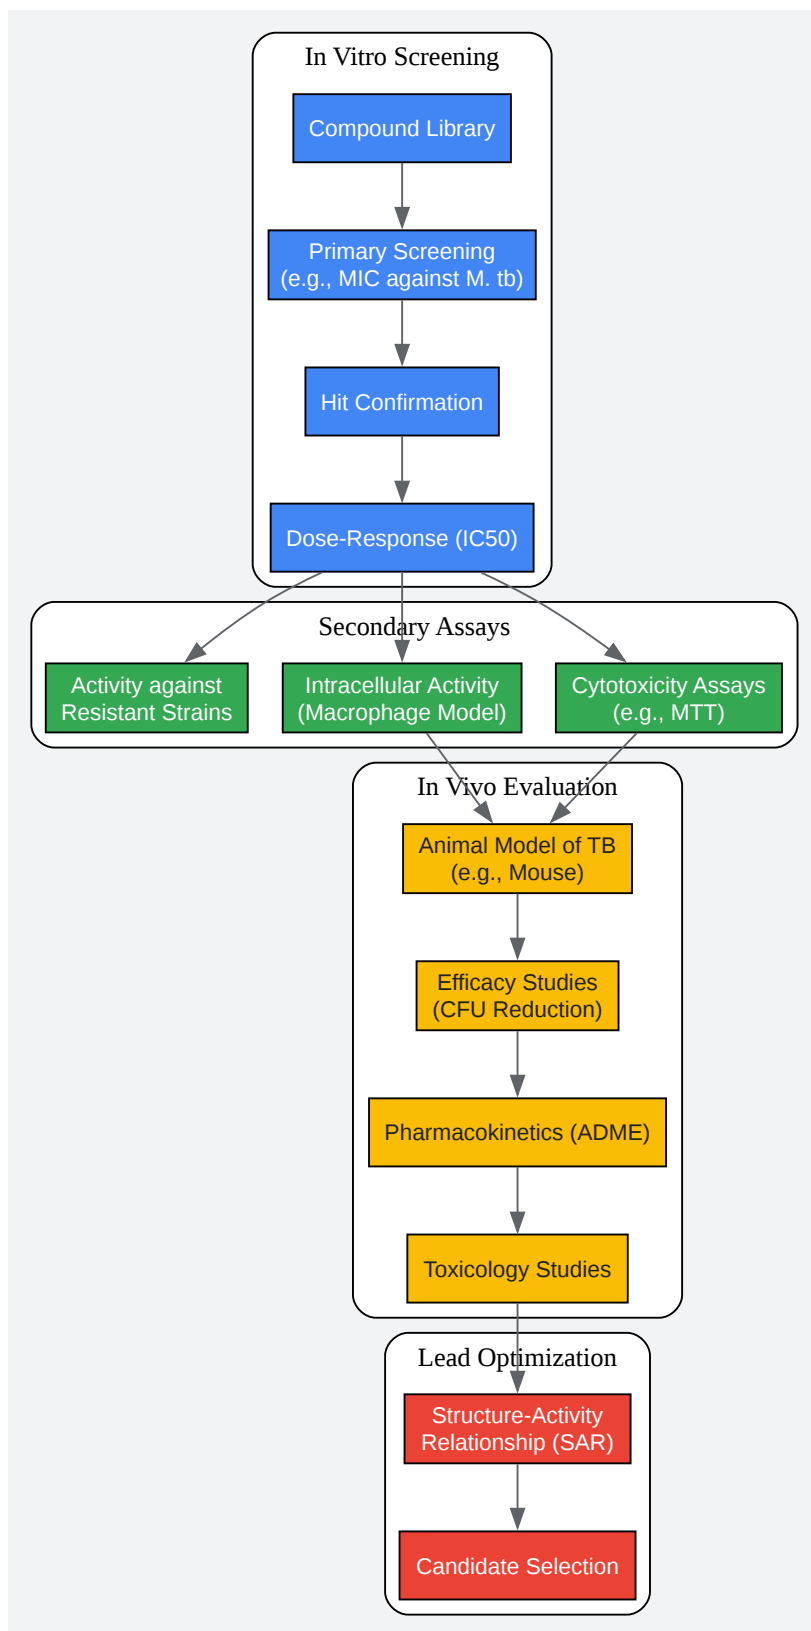 In Vitro Screening
Compound Library
Primary Screening
(e.g., MIC against M. tb)
Hit Confirmation
Dose-Response (IC50)
Secondary Assays
Activity against
Resistant Strains
Intracellular Activity
(Macrophage Model)
Cytotoxicity Assays
(e.g., MTT)
In Vivo Evaluation
Animal Model of TB
(e.g., Mouse)
Efficacy Studies
(CFU Reduction)
Pharmacokinetics (ADME)
Toxicology Studies
Lead Optimization
Structure-Activity
Relationship (SAR)
Candidate Selection